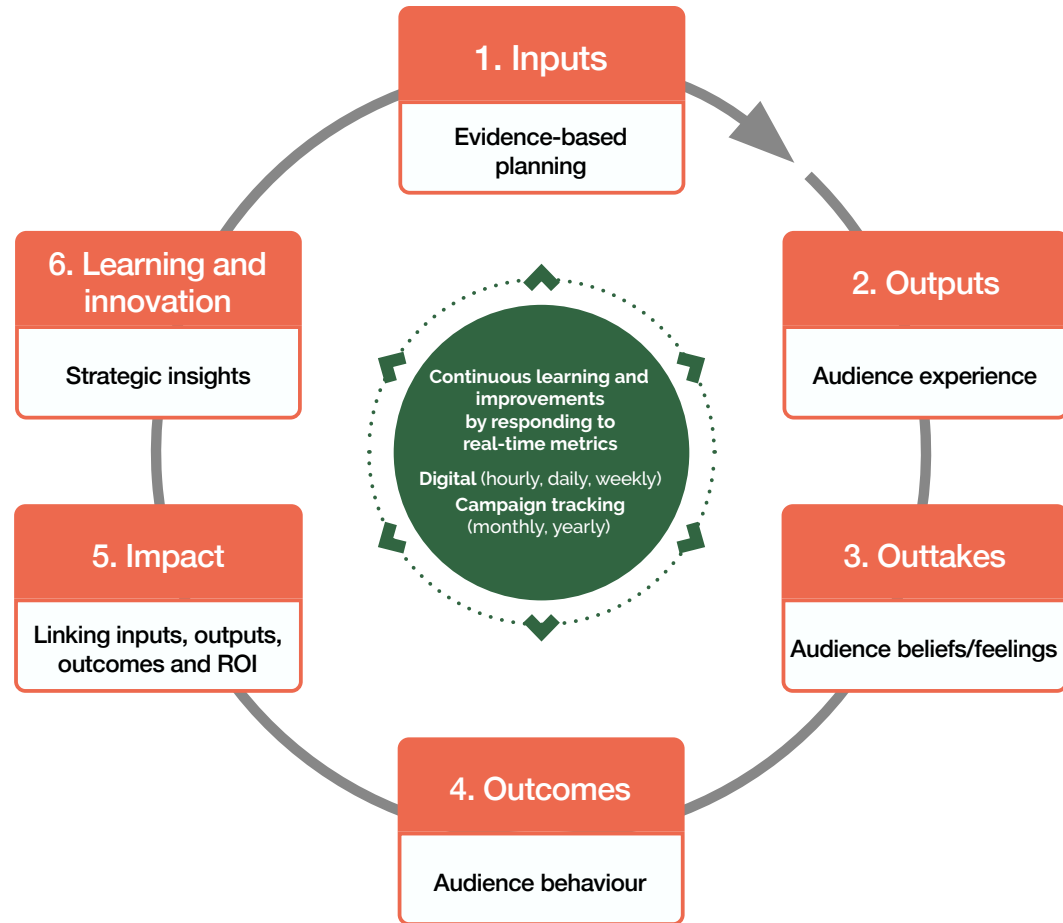 1. Inputs
Evidence-based
planning
2. Outputs
Audience experience
3. Outtakes
Audience beliefs/feelings
4. Outcomes
Audience behaviour
5. Impact
Linking inputs, outputs,
outcomes and ROI
6. Learning and
innovation
Strategic insights
Continuous learning and
improvements
by responding to
real-time metrics
Digital (hourly, daily, weekly)
Campaign tracking
(monthly, yearly)